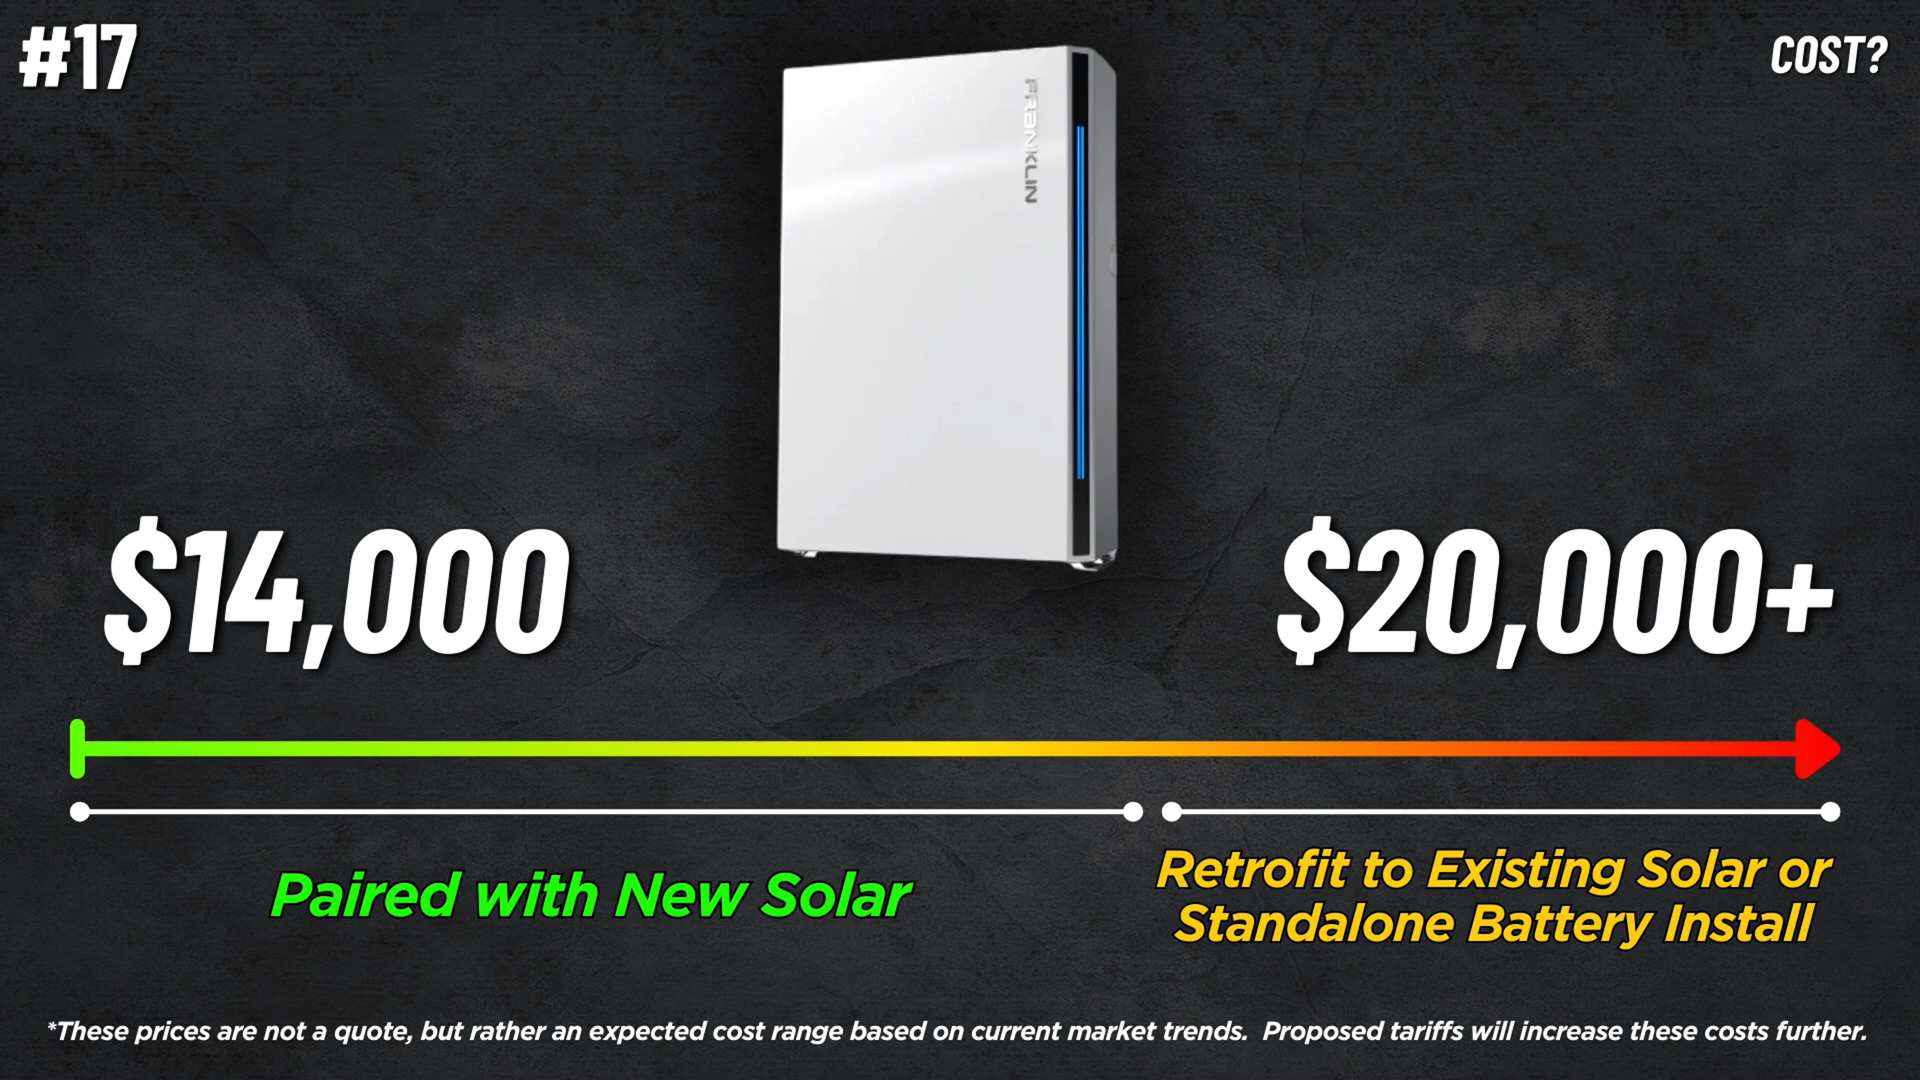 #17
COST?
FRANKLIN
$14,000
$20,000+
Paired with New Solar
Retrofit to Existing Solar or
Standalone Battery Install
*These prices are not a quote, but rather an expected cost range based on current market trends. Proposed tariffs will increase these costs further.